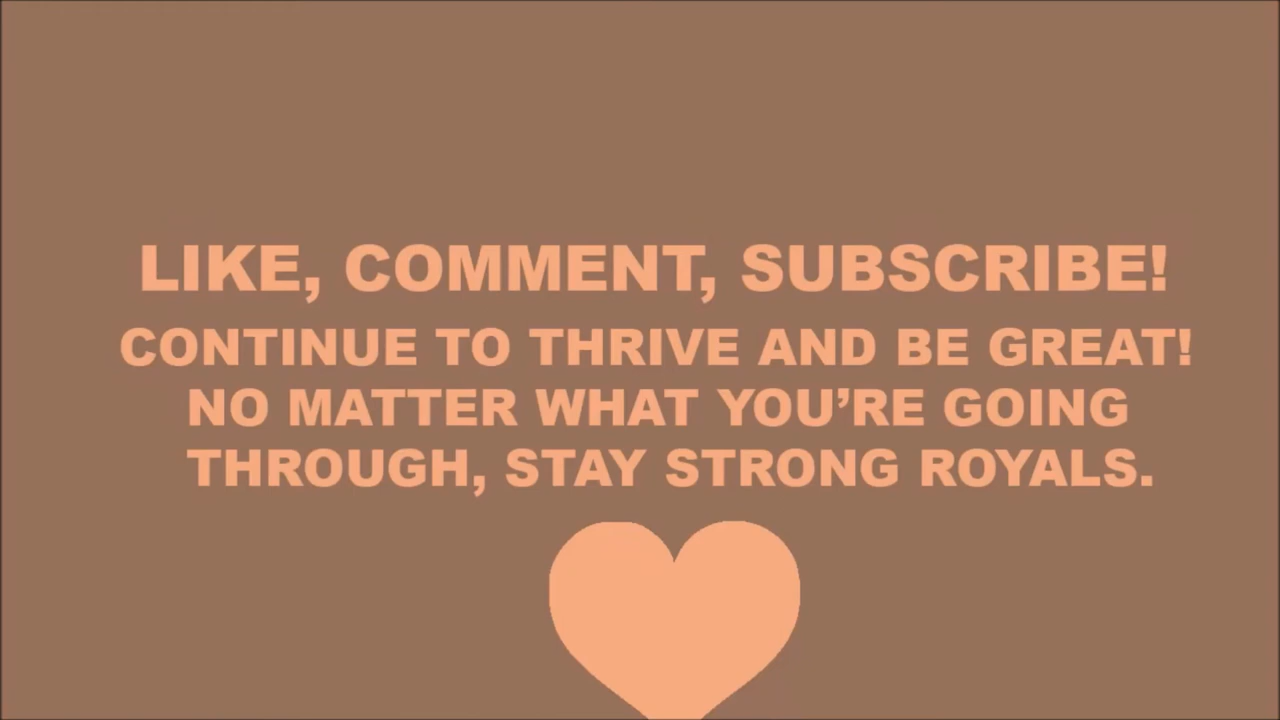 LIKE, COMMENT, SUBSCRIBE!
CONTINUE TO THRIVE AND BE GREAT!
NO MATTER WHAT YOU’RE GOING
THROUGH, STAY STRONG ROYALS.